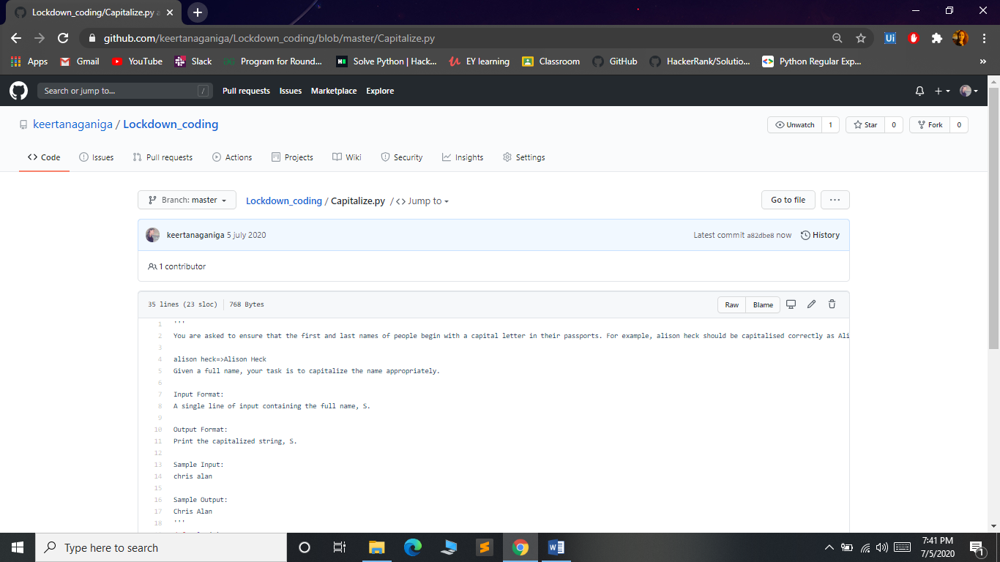 Lockdown_coding/Capitalize.py a
github.com/keertanaganiga/Lockdown_coding/blob/master/Capitalize.py
Apps Gmail YouTube Slack Program for Round... Solve Python | Hack... EY learning Classroom GitHub HackerRank/Solutio... Python Regular Exp... »
Search or jump to... / Pull requests Issues Marketplace Explore
keertanaganiga / Lockdown_coding
Unwatch 1 Star 0 Fork 0
Code Issues Pull requests Actions Projects Wiki Security Insights Settings
Branch: master Lockdown_coding / Capitalize.py / <> Jump to Go to file ...
keertanaganiga 5 july 2020 Latest commit a82dbe8 now History
1 contributor
35 lines (23 sloc) 768 Bytes Raw Blame
1 '''
2 You are asked to ensure that the first and last names of people begin with a capital letter in their passports. For example, alison heck should be capitalised correctly as Ali
3
4 alison heck=>Alison Heck
5 Given a full name, your task is to capitalize the name appropriately.
6
7 Input Format:
8 A single line of input containing the full name, S.
9
10 Output Format:
11 Print the capitalized string, S.
12
13 Sample Input:
14 chris alan
15
16 Sample Output:
17 Chris Alan
18 '''
Type here to search
7:41 PM
7/5/2020
1